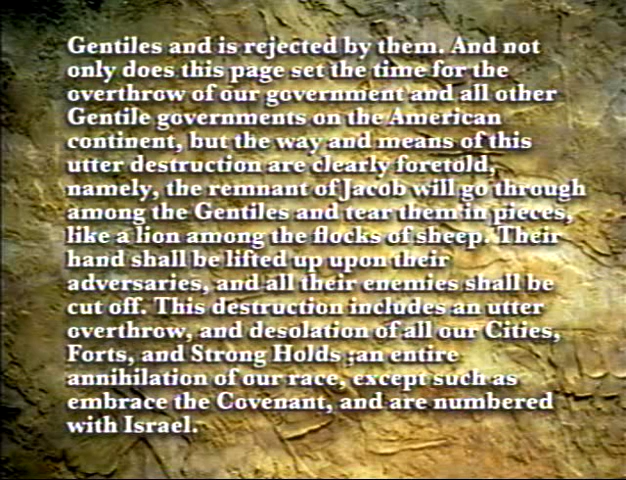 Gentiles and is rejected by them. And not
only does this page set the time for the
overthrow of our government and all other
Gentile governments on the American
continent, but the way and means of this
utter destruction are clearly foretold,
namely, the remnant of Jacob will go through
among the Gentiles and tear them in pieces,
like a lion among the flocks of sheep. Their
hand shall be lifted up upon their
adversaries, and all their enemies shall be
cut off. This destruction includes an utter
overthrow, and desolation of all our Cities,
Forts, and Strong Holds ;an entire
annihilation of our race, except such as
embrace the Covenant, and are numbered
with Israel.